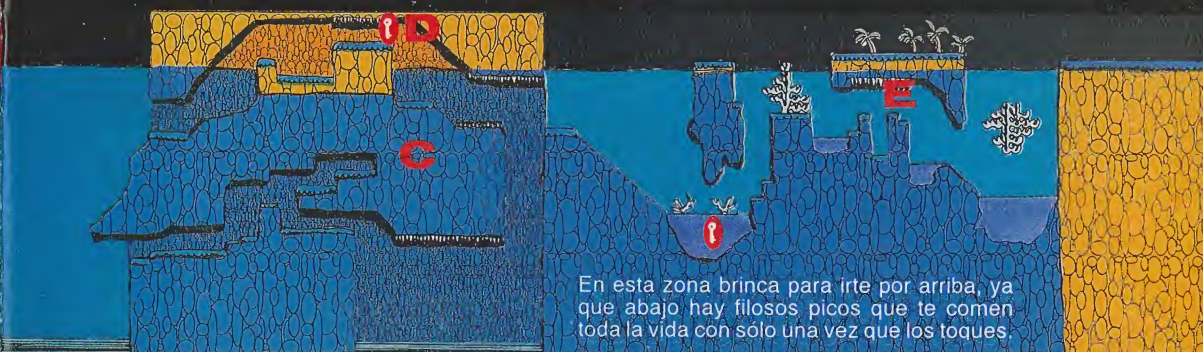 D
E
C
En esta zona brinca para irte por arriba, ya
que abajo hay filosos picos que te comen
toda la vida con sólo una vez que los toques.